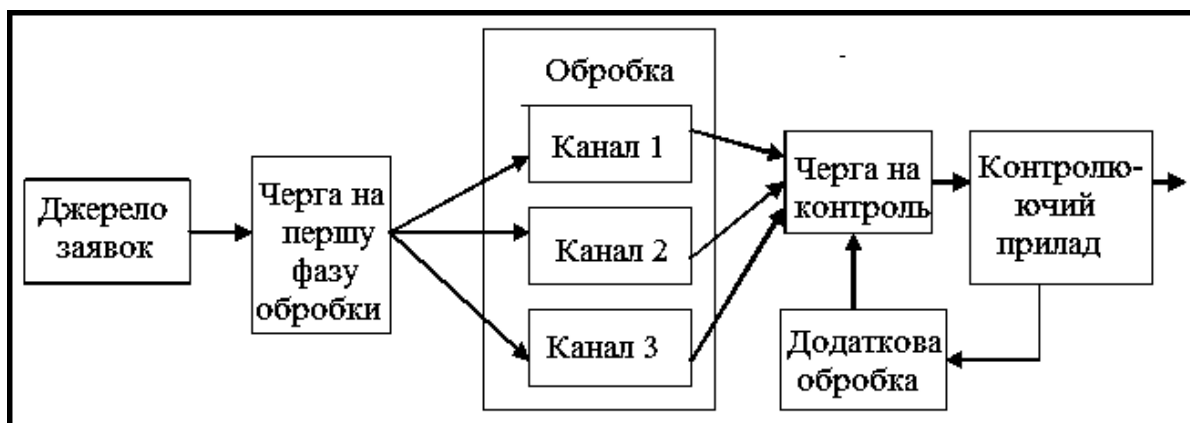 Обробка
Джерело
заявок
Черга на
першу
фазу
обробки
Канал 1
Канал 2
Канал 3
Черга на
контроль
Контролю-
ючий
прилад
Додаткова
обробка